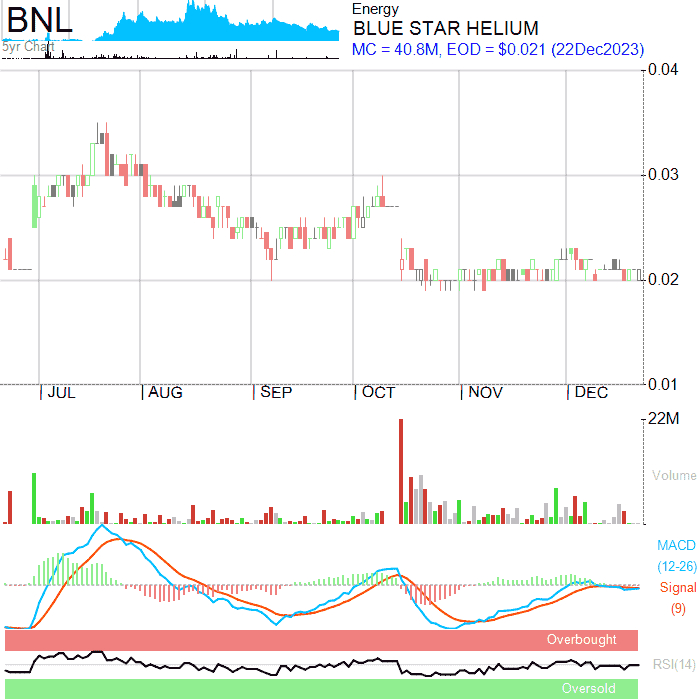 BNL
5yr Chart
Energy
BLUE STAR HELIUM
MC = 40.8M, EOD = $0.021 (22Dec2023)
0.04
0.03
0.02
0.01
JUL AUG SEP OCT NOV DEC
22M
Volume
MACD
(12-26)
Signal
(9)
Overbought
RSI(14)
Oversold